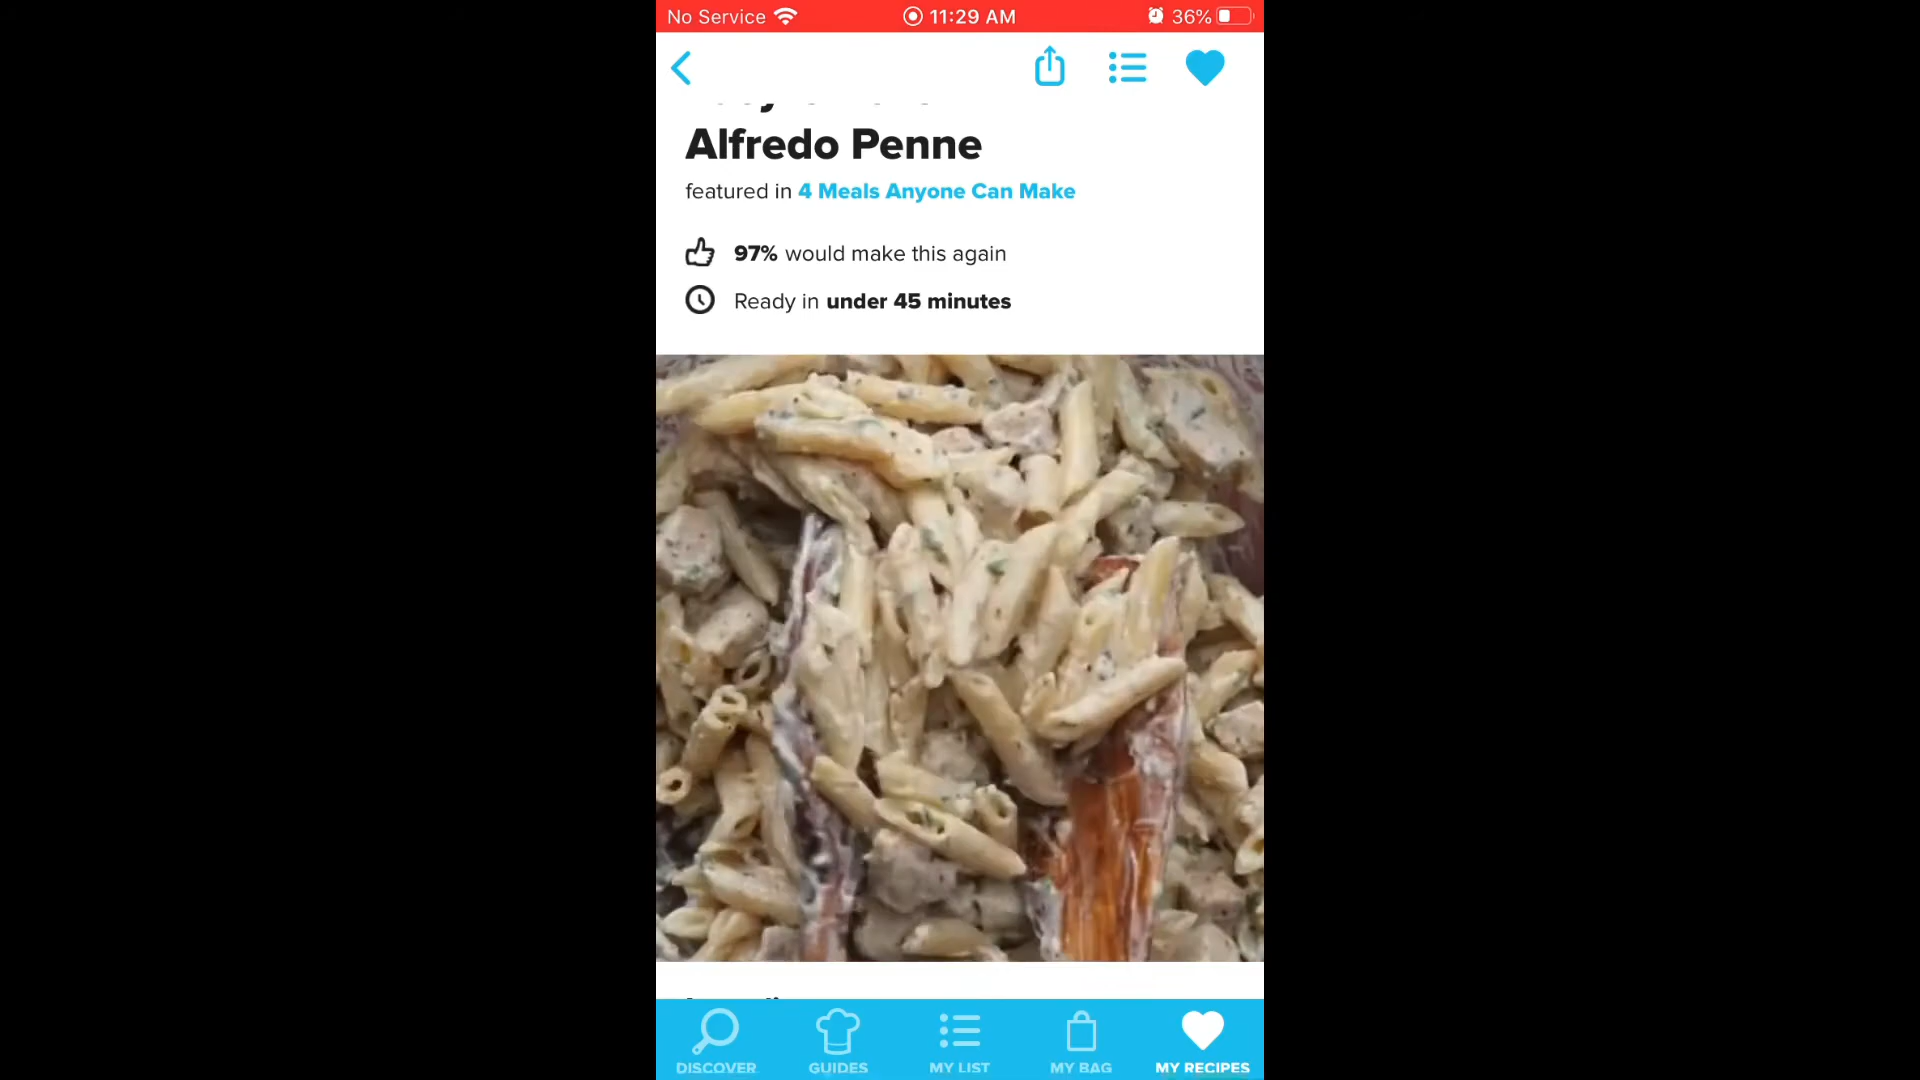 No Service 11:29 AM 36%
Alfredo Penne
featured in 4 Meals Anyone Can Make
97% would make this again
Ready in under 45 minutes
DISCOVER GUIDES MY LIST MY BAG MY RECIPES